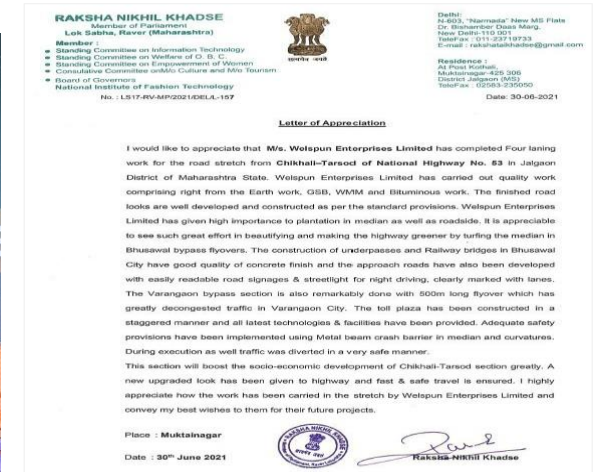 RAKSHA NIKHIL KHADSE
Member of Parliament
Lok Sabha, Raver (Maharashtra)
Member :
Standing Committee on Information Technology
Standing Committee on Welfare of O. B. C.
Standing Committee on Empowerment of Women
Consulative Committee onM/o Culture and M/o Tourism
Board of Governors
National Institute of Fashion Technology
No. : LS17-RV-MP/2021/DEL/L-157
सत्यमेव जयते
Delhi:
N-603, "Narmada" New MS Flats
Dr. Bishamber Daas Marg,
New Delhi-110 001
TeleFax : 011-23719733
E-mail : rakshataikhadse@gmail.com
Residence :
At Post Kothali,
Muktainagar-425 306
District Jalgaon (MS)
TeleFax : 02583-235050
Date: 30-06-2021
Letter of Appreciation
I would like to appreciate that M/s. Welspun Enterprises Limited has completed Four laning
work for the road stretch from Chikhali–Tarsod of National Highway No. 53 in Jalgaon
District of Maharashtra State. Welspun Enterprises Limited has carried out quality work
comprising right from the Earth work, GSB, WMM and Bituminous work. The finished road
looks are well developed and constructed as per the standard provisions. Welspun Enterprises
Limited has given high importance to plantation in median as well as roadside. It is appreciable
to see such great effort in beautifying and making the highway greener by turfing the median in
Bhusawal bypass flyovers. The construction of underpasses and Railway bridges in Bhusawal
City have good quality of concrete finish and the approach roads have also been developed
with easily readable road signages & streetlight for night driving, clearly marked with lanes.
The Varangaon bypass section is also remarkably done with 500m long flyover which has
greatly decongested traffic in Varangaon City. The toll plaza has been constructed in a
staggered manner and all latest technologies & facilities have been provided. Adequate safety
provisions have been implemented using Metal beam crash barrier in median and curvatures.
During execution as well traffic was diverted in a very safe manner.
This section will boost the socio-economic development of Chikhali-Tarsod section greatly. A
new upgraded look has been given to highway and fast & safe travel is ensured. I highly
appreciate how the work has been carried in the stretch by Welspun Enterprises Limited and
convey my best wishes to them for their future projects.
Place : Muktainagar
Date : 30th June 2021
RAKSHA NIKHIL KHADSE
Raksha Nikhil Khadse